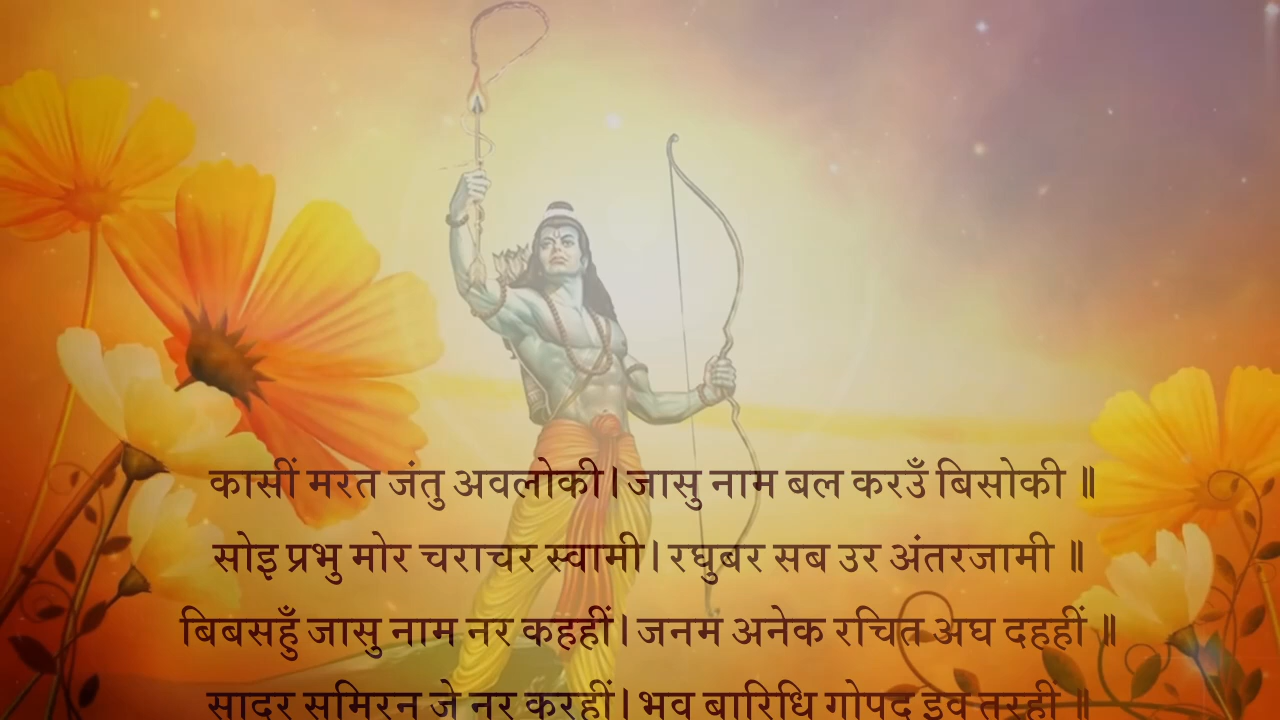 कासीं मरत जंतु अवलोकी। जासु नाम बल करउँ बिसोकी ॥
सोइ प्रभु मोर चराचर स्वामी। रघुबर सब उर अंतरजामी ॥
बिबसहुँ जासु नाम नर कहहीं। जनम अनेक रचित अघ दहहीं ॥
सादर सुमिरन जे नर करहीं। भव बारिधि गोपद इव तरहीं ॥